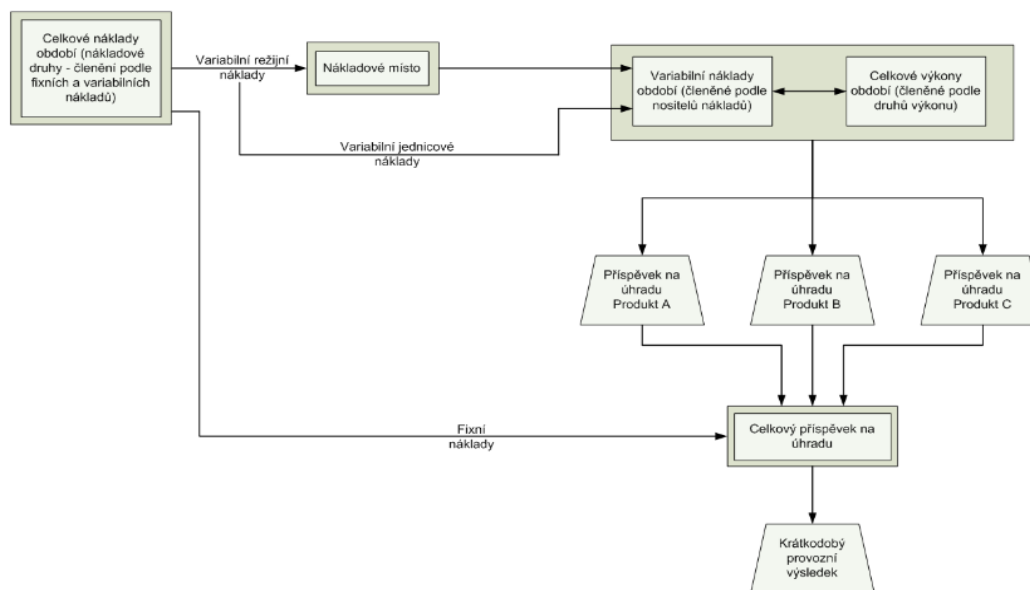 Celkové náklady
období (nákladové
druhy - členění podle
fixních a variabilních
nákladů)
Variabilní režijní
náklady
Nákladové místo
Variabilní jednicové
náklady
Variabilní náklady
období (členěné podle
nositelů nákladů)
Celkové výkony
období (členěné podle
druhů výkonu)
Příspěvek na
úhradu
Produkt A
Příspěvek na
úhradu
Produkt B
Příspěvek na
úhradu
Produkt C
Fixní
náklady
Celkový příspěvek na
úhradu
Krátkodobý
provozní
výsledek